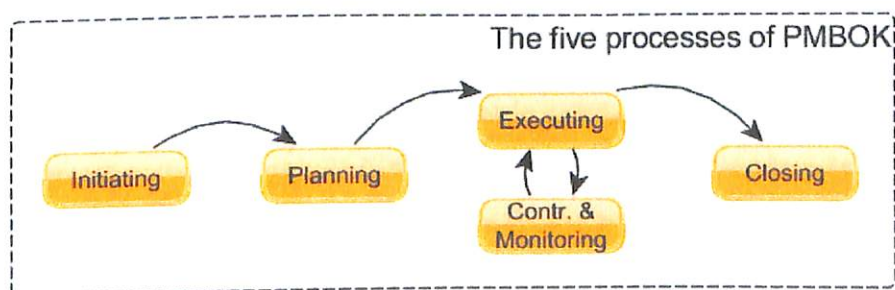 The five processes of PMBOK
Executing
Initiating
Planning
Closing
Contr. &
Monitoring